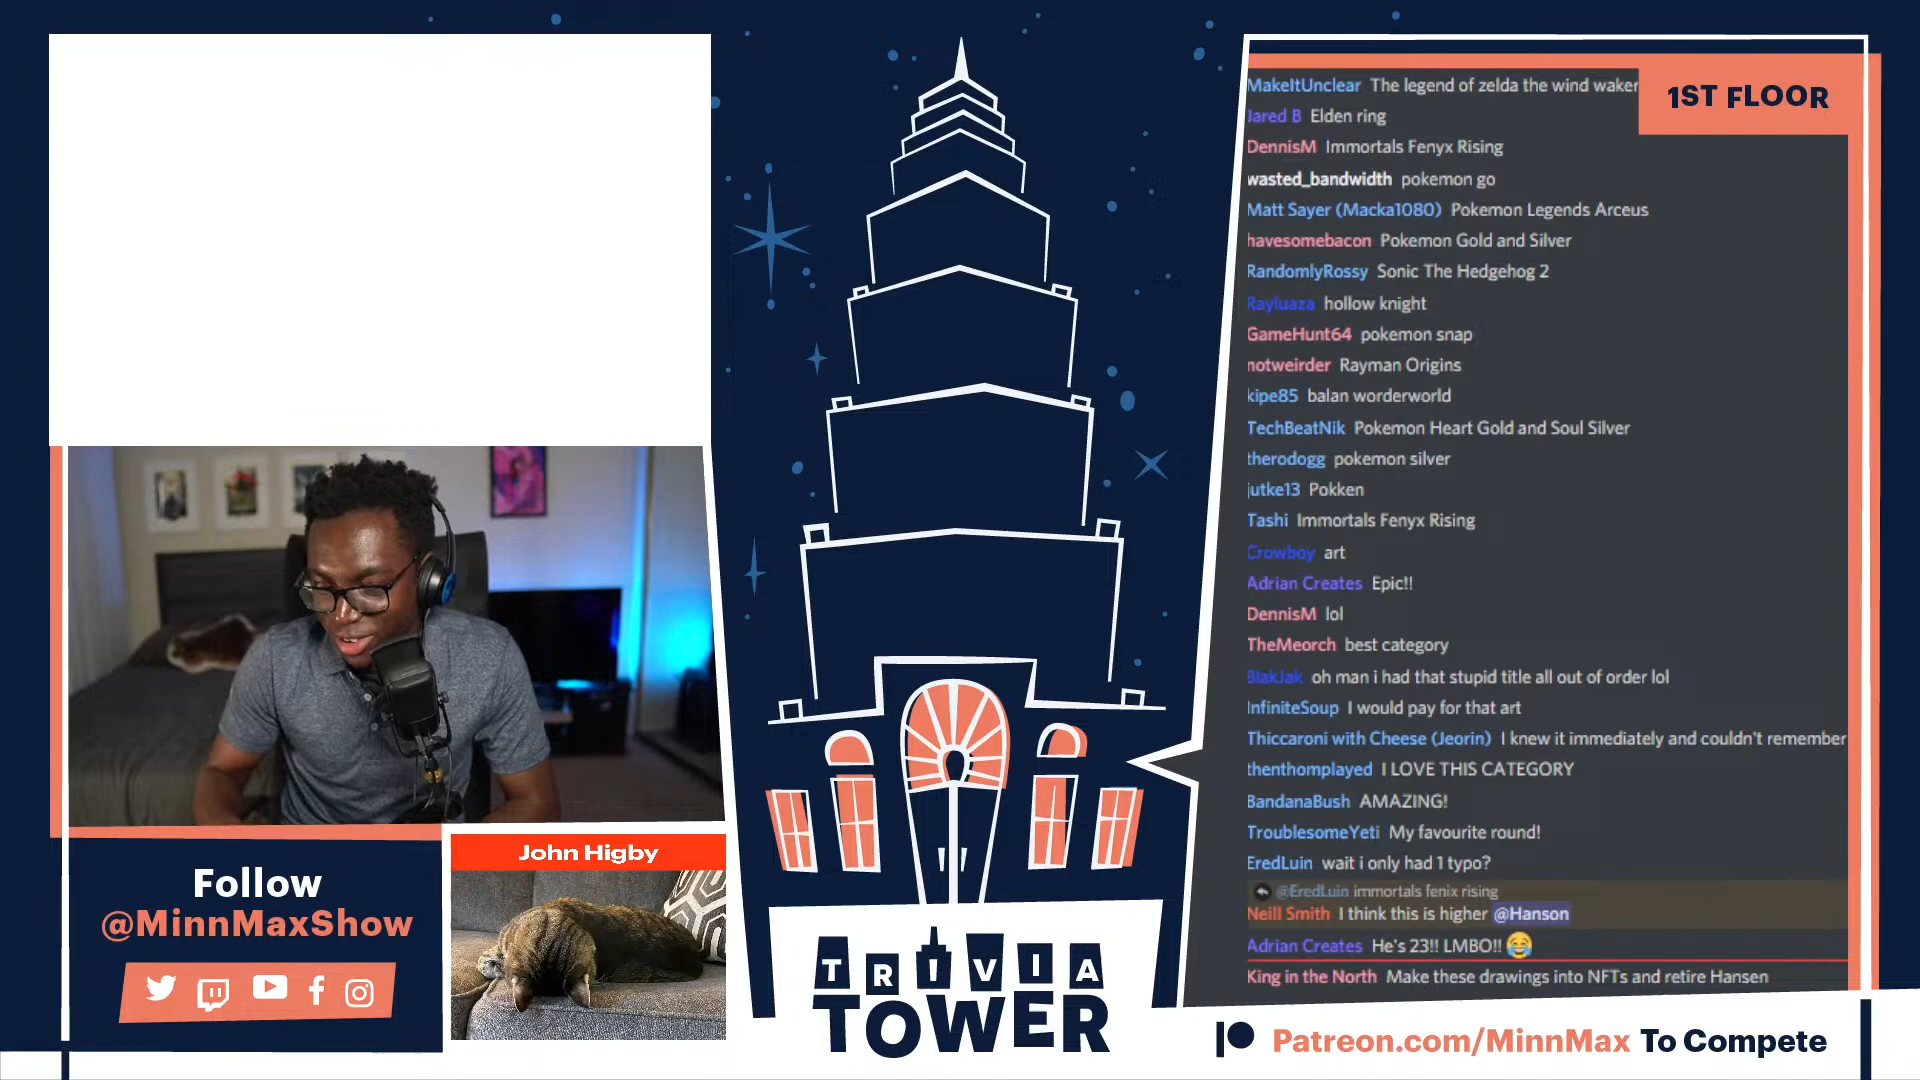 1ST FLOOR
MakeItUnclear The legend of zelda the wind waker
Jared B Elden ring
DennisM Immortals Fenyx Rising
wasted_bandwidth pokemon go
Matt Sayer (Macka1080) Pokemon Legends Arceus
havesomebacon Pokemon Gold and Silver
RandomlyRossy Sonic The Hedgehog 2
Rayluaza hollow knight
GameHunt64 pokemon snap
notweirder Rayman Origins
kipe85 balan worderworld
TechBeatNik Pokemon Heart Gold and Soul Silver
therodogg pokemon silver
jutke13 Pokken
Tashi Immortals Fenyx Rising
Crowboy art
Adrian Creates Epic!!
DennisM lol
TheMeorch best category
BlakJak oh man i had that stupid title all out of order lol
InfiniteSoup I would pay for that art
Thiccaroni with Cheese (Jeorin) I knew it immediately and couldn't remember
thenthomplayed I LOVE THIS CATEGORY
BandanaBush AMAZING!
TroublesomeYeti My favourite round!
EredLuin wait i only had 1 typo?
@EredLuin immortals fenix rising
Neill Smith I think this is higher @Hanson
Adrian Creates He's 23!! LMBO!! 😂
King in the North Make these drawings into NFTs and retire Hansen
John Higby
Follow
@MinnMaxShow
TRIVIA
TOWER
Patreon.com/MinnMax To Compete